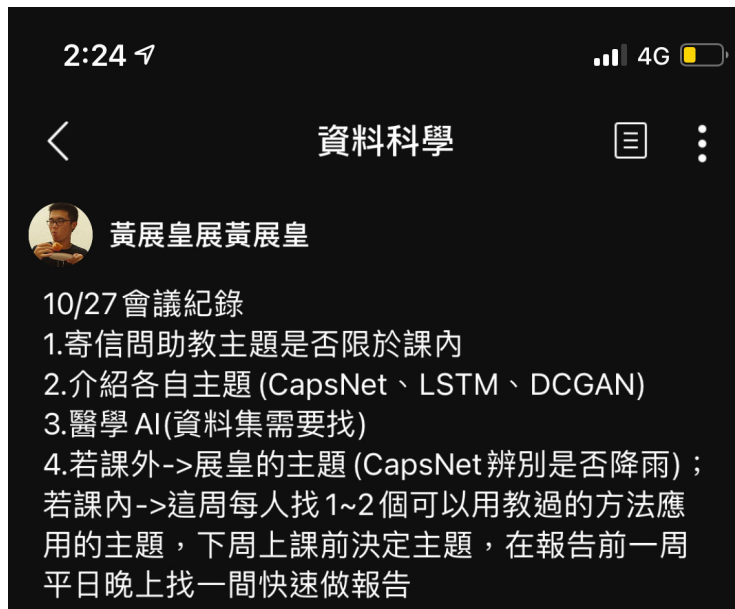 2:24
4G
資料科學
黃展皇展黃展皇
10/27會議紀錄
1.寄信問助教主題是否限於課內
2.介紹各自主題(CapsNet、LSTM、DCGAN)
3.醫學AI(資料集需要找)
4.若課外->展皇的主題(CapsNet辨別是否降雨)；
若課內->這周每人找1~2個可以用教過的方法應
用的主題，下周上課前決定主題，在報告前一周
平日晚上找一間快速做報告